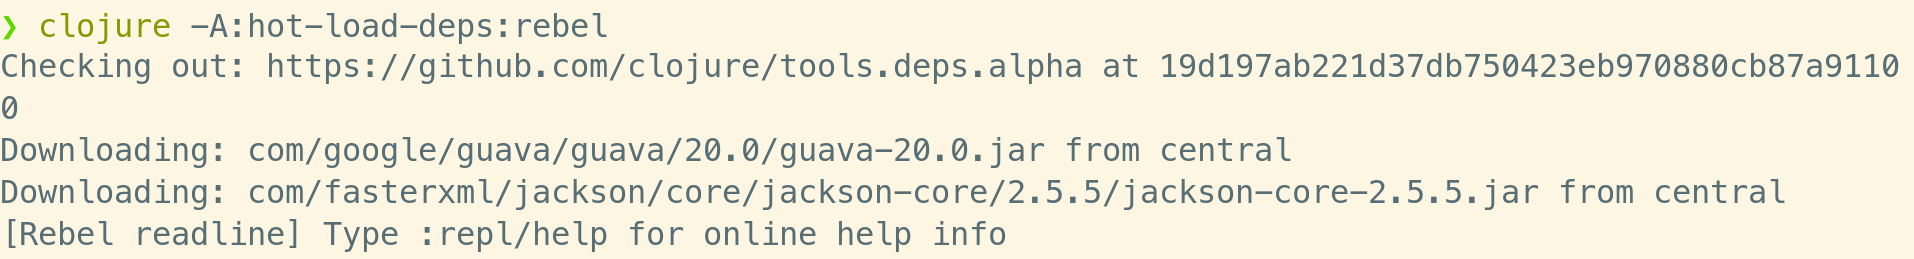 ❯ clojure -A:hot-load-deps:rebel
Checking out: https://github.com/clojure/tools.deps.alpha at 19d197ab221d37db750423eb970880cb87a9110
0
Downloading: com/google/guava/guava/20.0/guava-20.0.jar from central
Downloading: com/fasterxml/jackson/core/jackson-core/2.5.5/jackson-core-2.5.5.jar from central
[Rebel readline] Type :repl/help for online help info